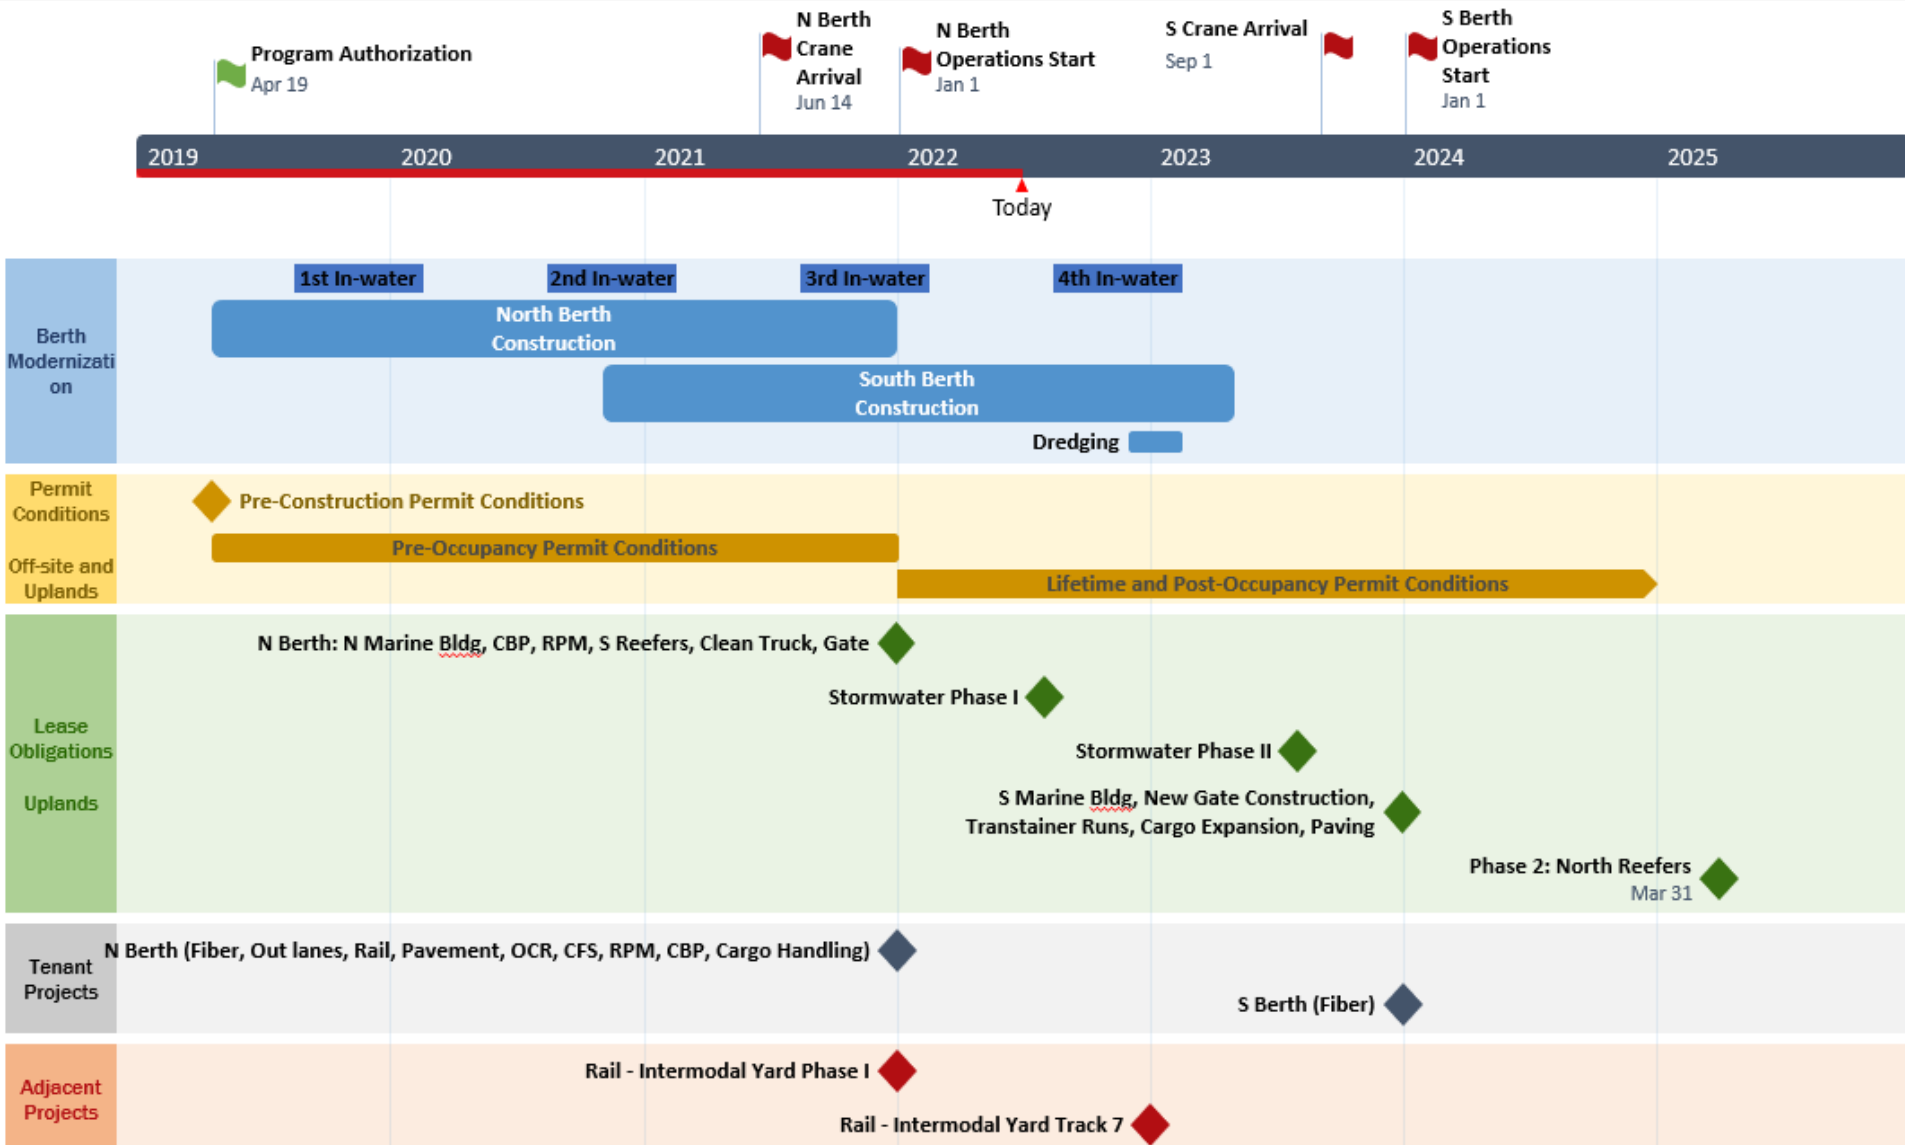 Program Authorization
Apr 19
N Berth
Crane
Arrival
Jun 14
N Berth
Operations Start
Jan 1
S Crane Arrival
Sep 1
S Berth
Operations
Start
Jan 1
2019 2020 2021 2022 2023 2024 2025
Today
Berth
Modernizati
on
1st In-water 2nd In-water 3rd In-water 4th In-water
North Berth
Construction
South Berth
Construction
Dredging
Permit
Conditions
Off-site and
Uplands
Pre-Construction Permit Conditions
Pre-Occupancy Permit Conditions
Lifetime and Post-Occupancy Permit Conditions
Lease
Obligations
Uplands
N Berth: N Marine Bldg, CBP, RPM, S Reefers, Clean Truck, Gate
Stormwater Phase I
Stormwater Phase II
S Marine Bldg, New Gate Construction,
Transtainer Runs, Cargo Expansion, Paving
Phase 2: North Reefers
Mar 31
Tenant
Projects
N Berth (Fiber, Out lanes, Rail, Pavement, OCR, CFS, RPM, CBP, Cargo Handling)
S Berth (Fiber)
Adjacent
Projects
Rail - Intermodal Yard Phase I
Rail - Intermodal Yard Track 7